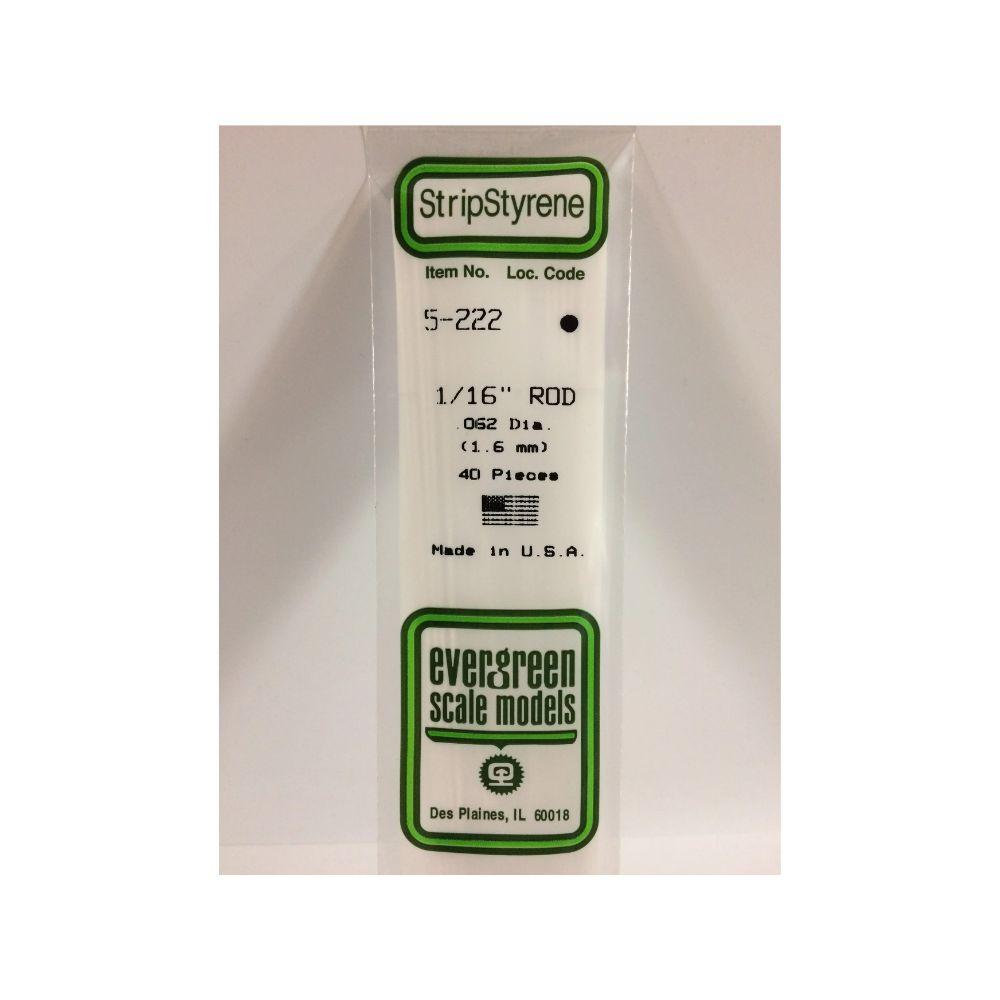 StripStyrene
Item No. Loc. Code
S-222
1/16" ROD
.062 Dia.
(1.6 mm)
40 Pieces
Made in U.S.A.
evergreen
scale models
Des Plaines, IL 60018